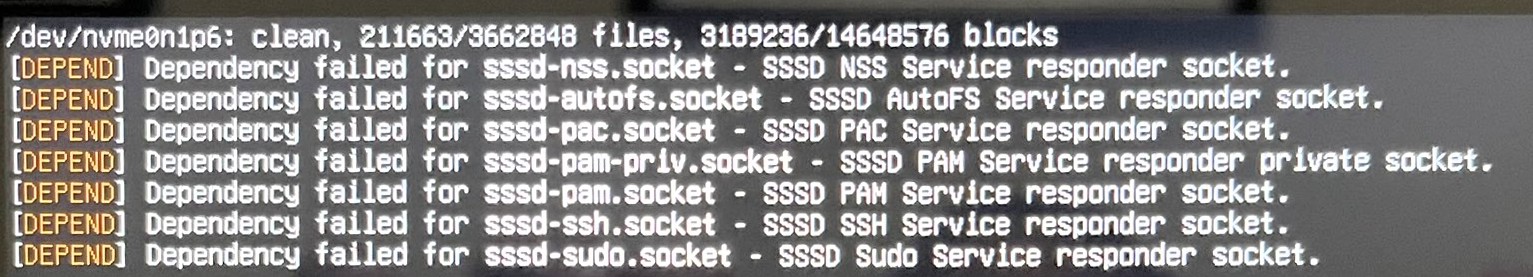 /dev/nvme0n1p6: clean, 211663/3662848 files, 3189236/14648576 blocks
[DEPEND] Dependency failed for sssd-nss.socket - SSSD NSS Service responder socket.
[DEPEND] Dependency failed for sssd-autofs.socket - SSSD AutoFS Service responder socket.
[DEPEND] Dependency failed for sssd-pac.socket - SSSD PAC Service responder socket.
[DEPEND] Dependency failed for sssd-pam-priv.socket - SSSD PAM Service responder private socket.
[DEPEND] Dependency failed for sssd-pam.socket - SSSD PAM Service responder socket.
[DEPEND] Dependency failed for sssd-ssh.socket - SSSD SSH Service responder socket.
[DEPEND] Dependency failed for sssd-sudo.socket - SSSD Sudo Service responder socket.